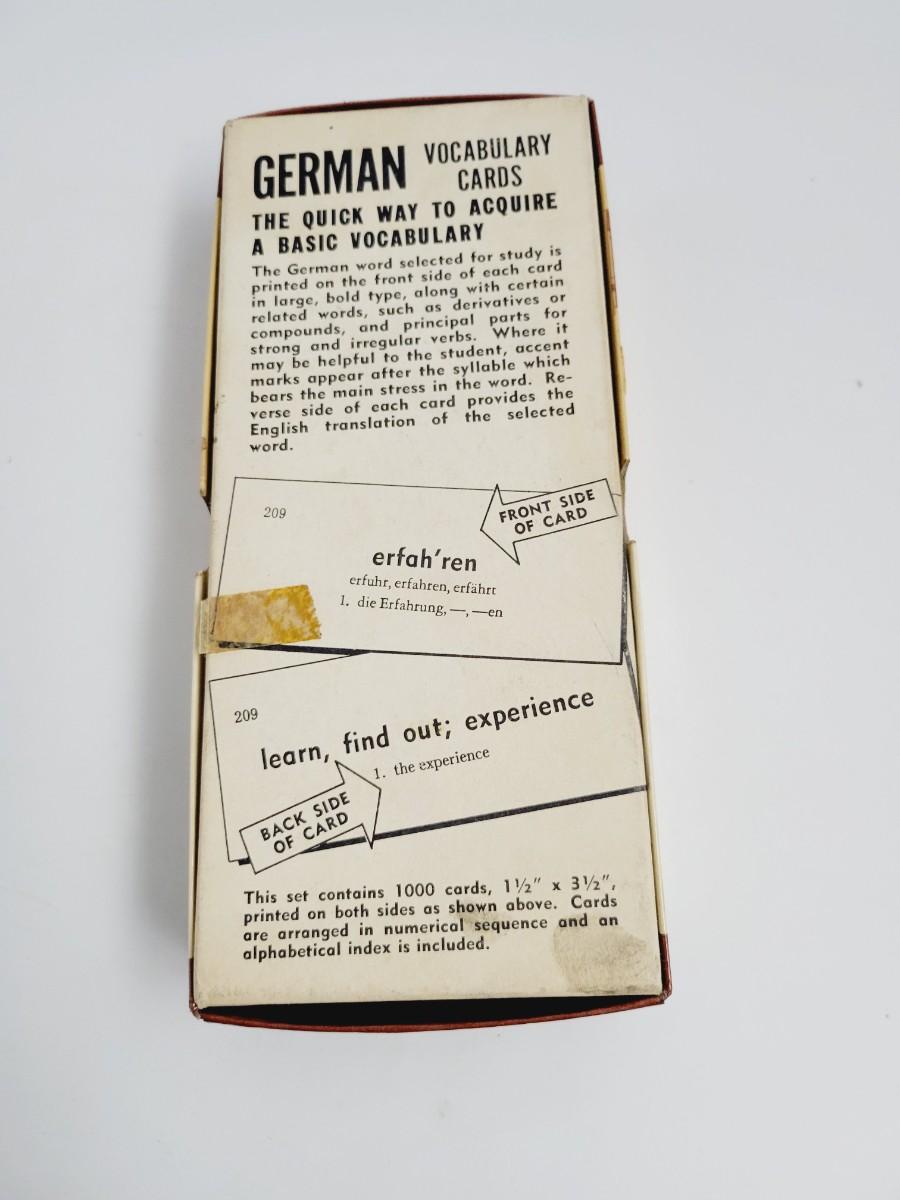 GERMAN VOCABULARY
CARDS
THE QUICK WAY TO ACQUIRE
A BASIC VOCABULARY
The German word selected for study is
printed on the front side of each card
in large, bold type, along with certain
related words, such as derivatives or
compounds, and principal parts for
strong and irregular verbs. Where it
may be helpful to the student, accent
marks appear after the syllable which
bears the main stress in the word. Re-
verse side of each card provides the
English translation of the selected
word.
209
FRONT SIDE
OF CARD
erfah'ren
erfuhr, erfahren, erfährt
1. die Erfahrung, —, —en
209
learn, find out; experience
1. the experience
BACK SIDE
OF CARD
This set contains 1000 cards, 1½" x 3½",
printed on both sides as shown above. Cards
are arranged in numerical sequence and an
alphabetical index is included.